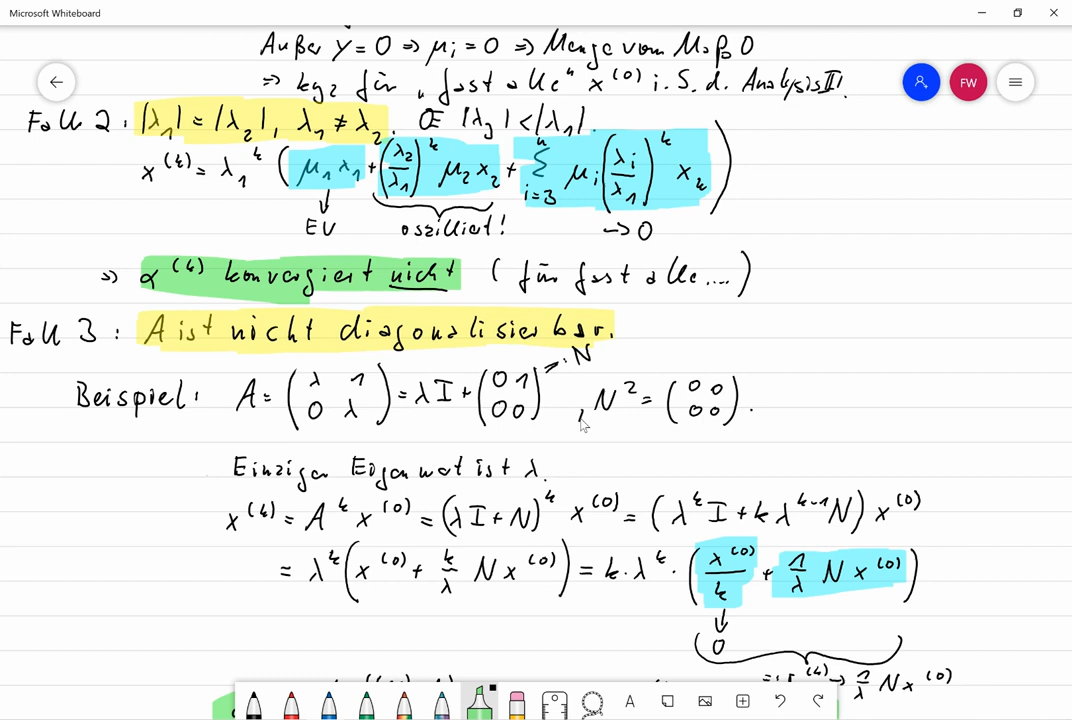 Microsoft Whiteboard
Außer y = 0 ⇒ μ_i = 0 ⇒ Menge vom Maß 0
FW
⇒ kgz für „fast alle" x^(0) i. S. d. Analysis III.
Fall 2: |λ_1| = |λ_2|, λ_1 ≠ λ_2. Œ |λ_3| < |λ_1|.
x^(k) = λ_1^k ( μ_1 λ_1 + (λ_2/λ_1)^k μ_2 x_2 + Σ_{i=3}^n μ_i (λ_i/λ_1)^k x_k )
↓ EV oszilliert! → 0
⇒ α^(k) konvergiert nicht (für fast alle....)
Fall 3: A ist nicht diagonalisierbar.
Beispiel: A = (λ 1; 0 λ) = λI + (0 1; 0 0) =: N, N^2 = (0 0; 0 0).
Einziger Eigenwert ist λ.
x^(k) = A^k x^(0) = (λI + N)^k x^(0) = (λ^k I + k λ^{k-1} N) x^(0)
= λ^k (x^(0) + k/λ N x^(0)) = k · λ^k · (x^(0)/k + 1/λ N x^(0))
↓
0
=: r^(k) → 1/λ N x^(0)
A